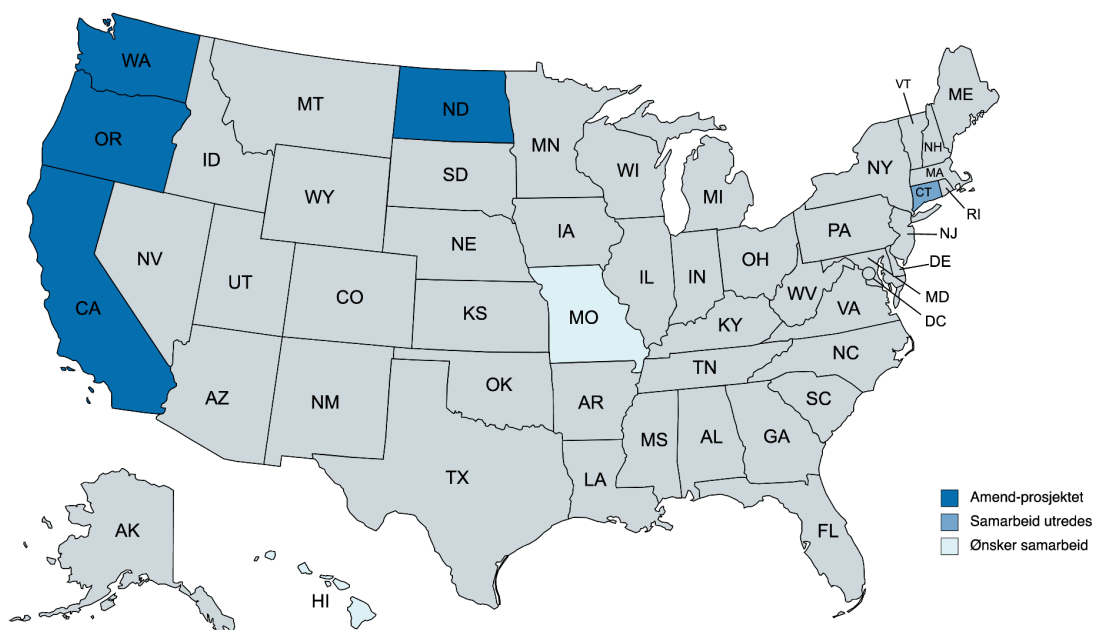 WA
OR
CA
ID
NV
MT
WY
UT
AZ
CO
NM
ND
SD
NE
KS
OK
TX
MN
IA
MO
AR
LA
WI
IL
MI
IN
OH
KY
TN
MS
AL
GA
FL
SC
NC
VA
WV
PA
NY
VT
NH
ME
MA
CT
RI
NJ
DE
MD
DC
AK
HI
Amend-prosjektet
Samarbeid utredes
Ønsker samarbeid